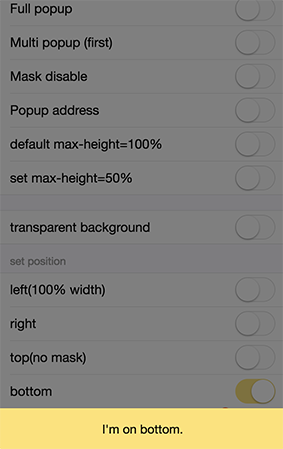 Full popup
Multi popup (first)
Mask disable
Popup address
default max-height=100%
set max-height=50%
transparent background
set position
left(100% width)
right
top(no mask)
bottom
I'm on bottom.